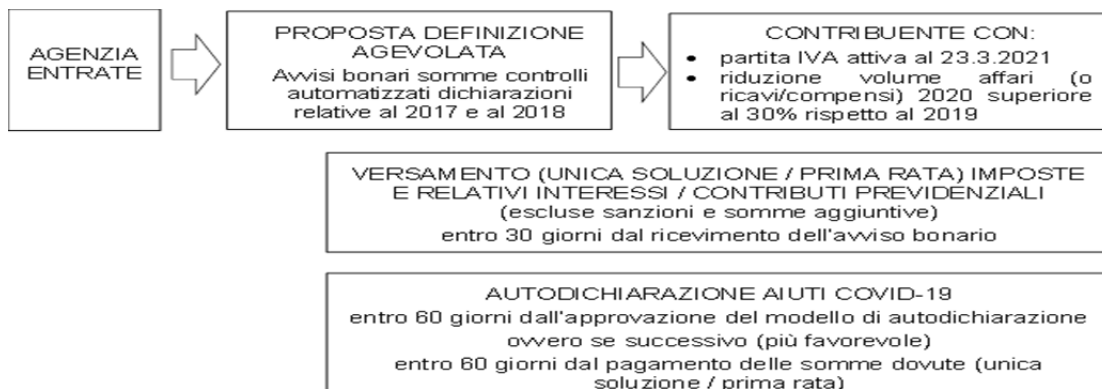 AGENZIA
ENTRATE
PROPOSTA DEFINIZIONE
AGEVOLATA
Avvisi bonari somme controlli
automatizzati dichiarazioni
relative al 2017 e al 2018
CONTRIBUENTE CON:
• partita IVA attiva al 23.3.2021
• riduzione volume affari (o
ricavi/compensi) 2020 superiore
al 30% rispetto al 2019
VERSAMENTO (UNICA SOLUZIONE / PRIMA RATA) IMPOSTE
E RELATIVI INTERESSI / CONTRIBUTI PREVIDENZIALI
(escluse sanzioni e somme aggiuntive)
entro 30 giorni dal ricevimento dell'avviso bonario
AUTODICHIARAZIONE AIUTI COVID-19
entro 60 giorni dall'approvazione del modello di autodichiarazione
ovvero se successivo (più favorevole)
entro 60 giorni dal pagamento delle somme dovute (unica
soluzione / prima rata)